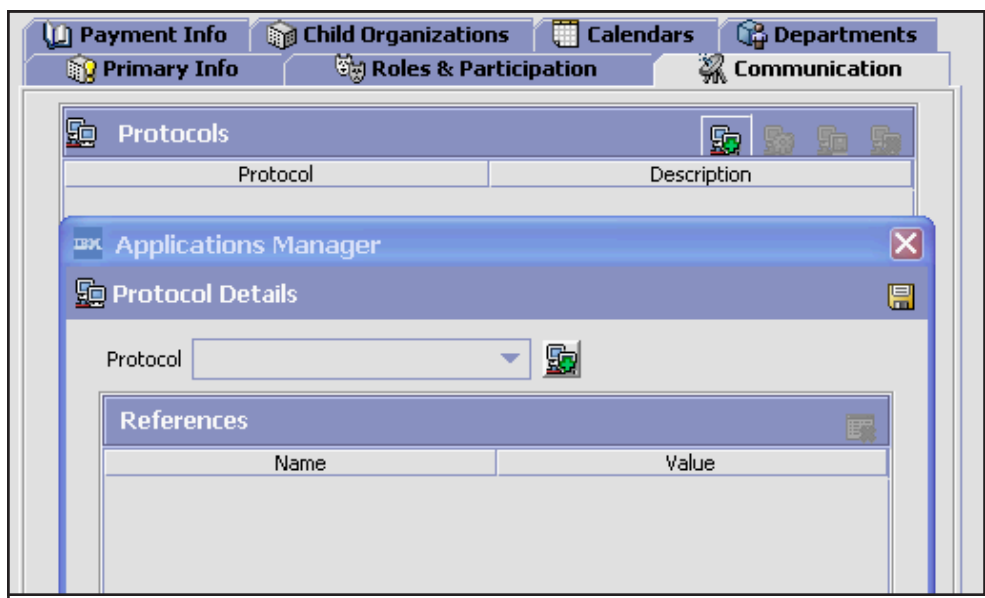 Payment Info Child Organizations Calendars Departments
Primary Info Roles & Participation Communication
Protocols
Protocol Description
IBM Applications Manager
Protocol Details
Protocol
References
Name Value